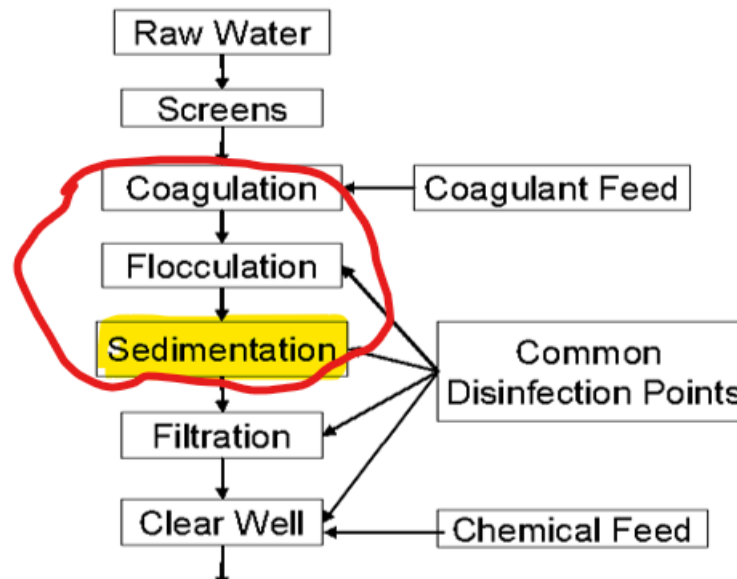 Raw Water
Screens
Coagulation
Coagulant Feed
Flocculation
Sedimentation
Common
Disinfection Points
Filtration
Clear Well
Chemical Feed